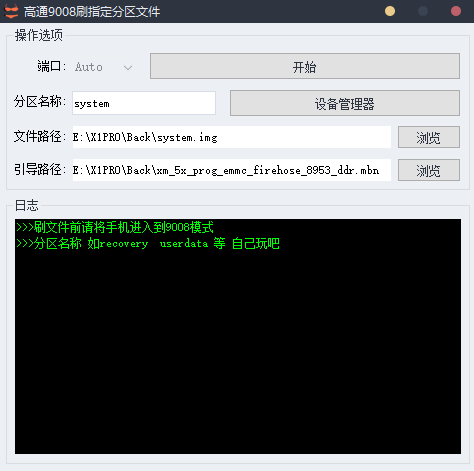 高通9008刷指定分区文件
操作选项
端口: Auto 开始
分区名称: system 设备管理器
文件路径: E:\X1PRO\Back\system.img 浏览
引导路径: E:\X1PRO\Back\xm_5x_prog_emmc_firehose_8953_ddr.mbn 浏览
日志
>>>刷文件前请将手机进入到9008模式
>>>分区名称 如recovery userdata 等 自己玩吧